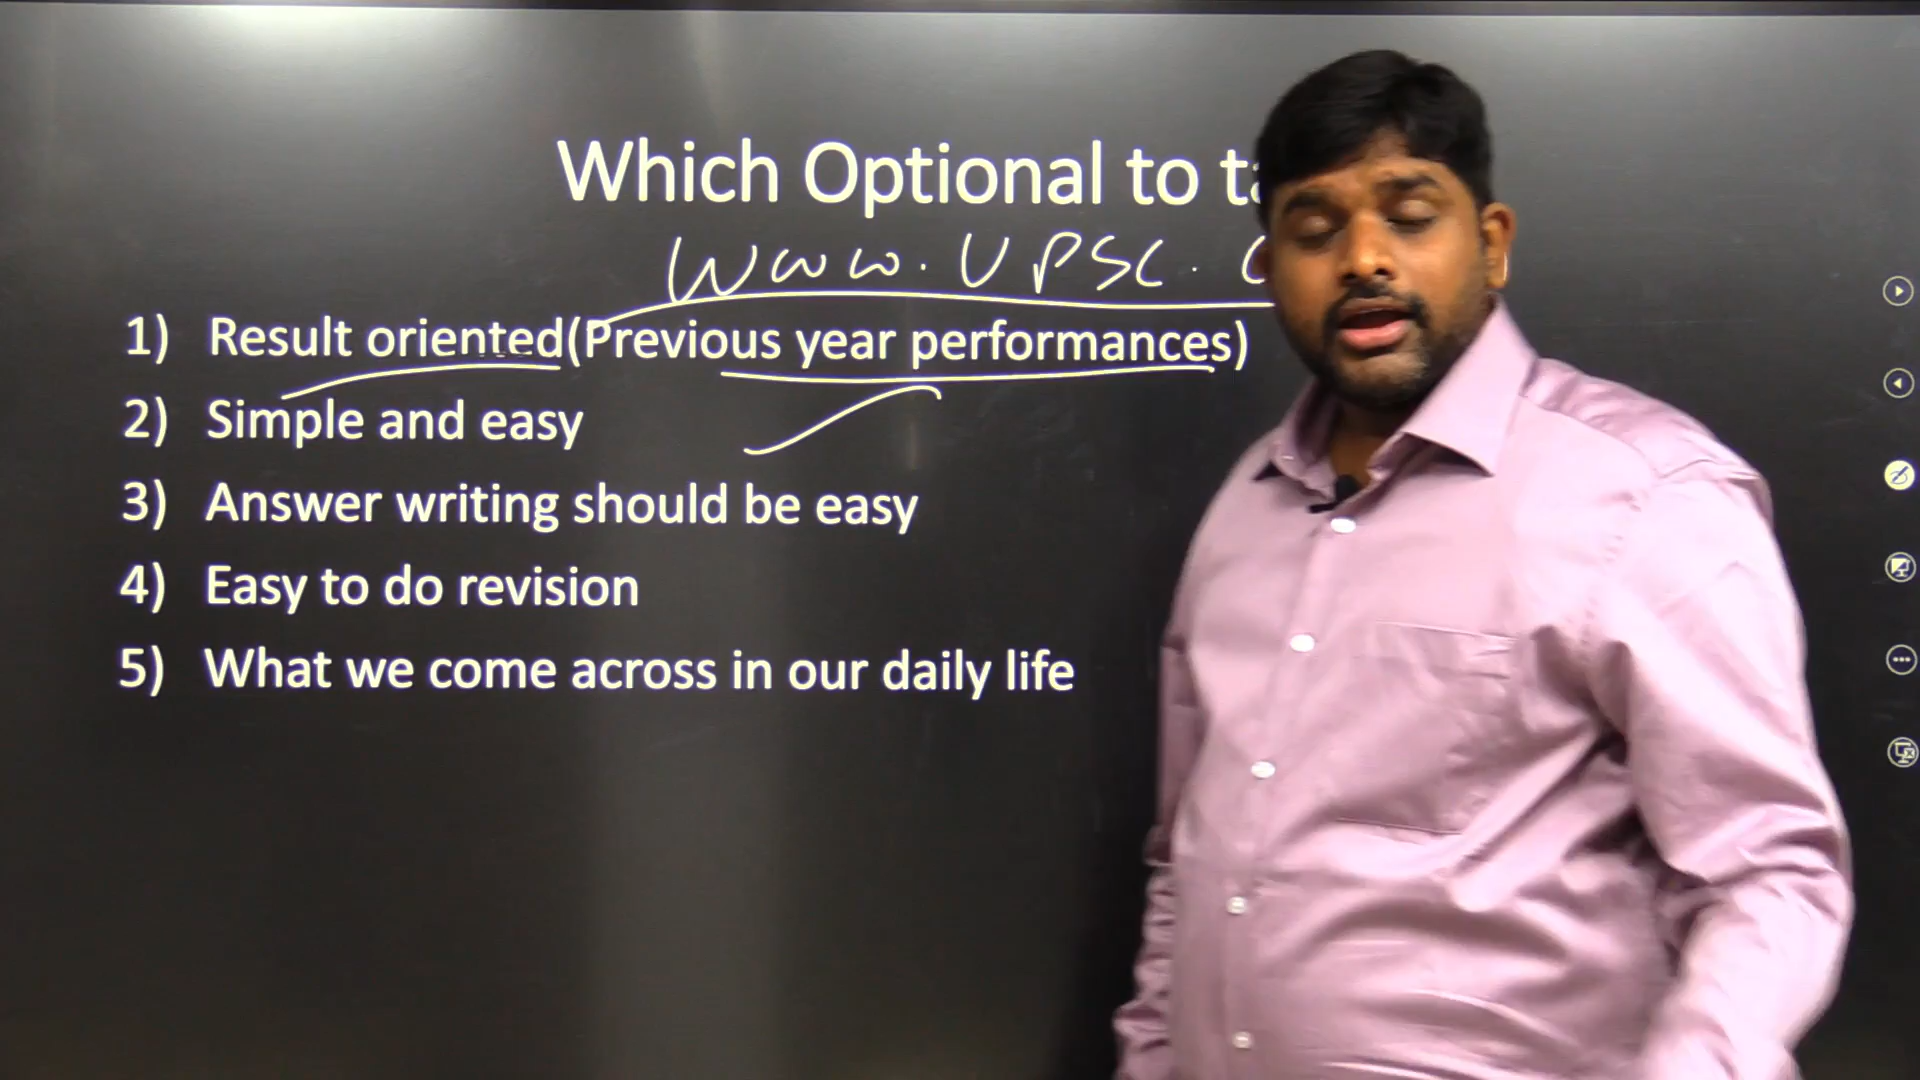 Which Optional to
www.UPSC.
1) Result oriented(Previous year performances)
2) Simple and easy
3) Answer writing should be easy
4) Easy to do revision
5) What we come across in our daily life